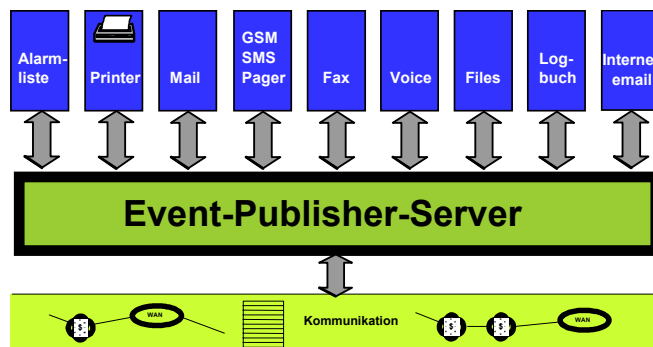 Alarm-
liste
Printer
Mail
GSM
SMS
Pager
Fax
Voice
Files
Log-
buch
Interne
email
Event-Publisher-Server
WAN
$
Kommunikation
$
$
WAN